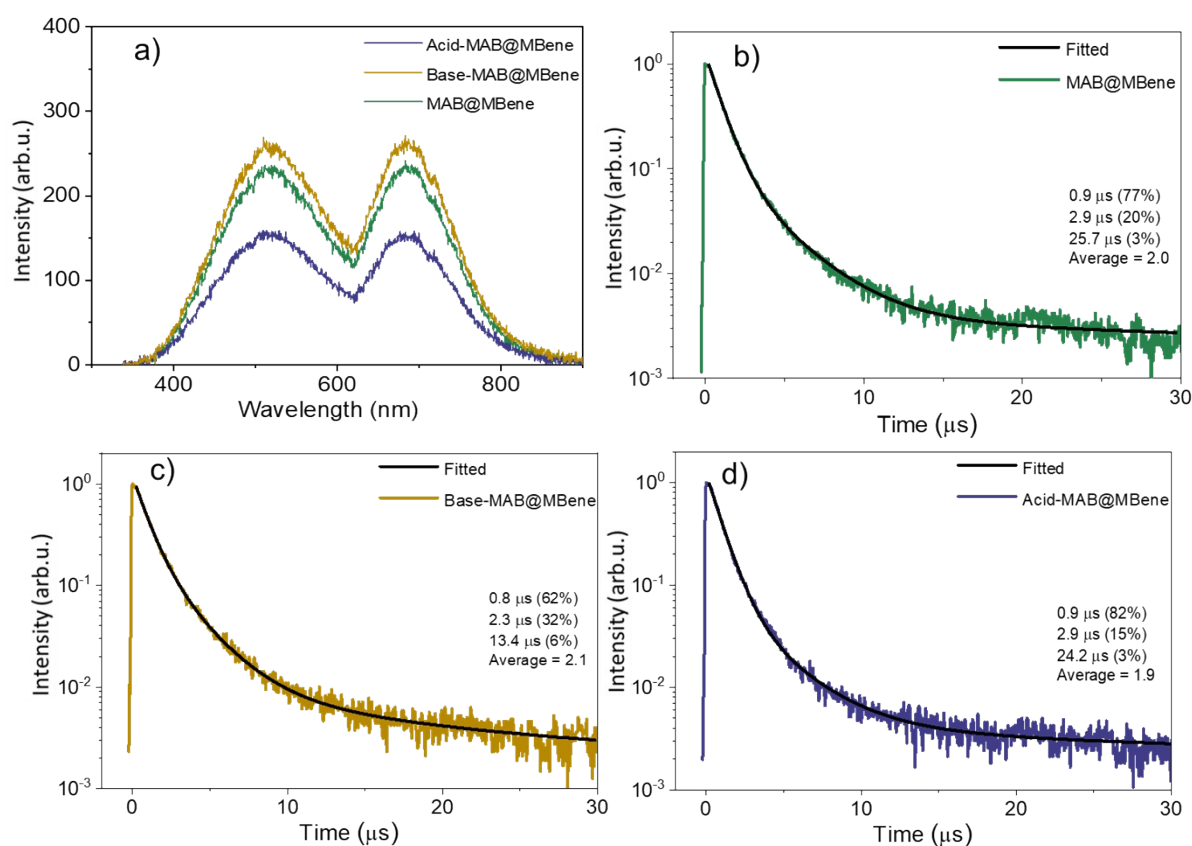 a)
Acid-MAB@MBene
Base-MAB@MBene
MAB@MBene
400
300
200
100
0
Intensity (arb.u.)
400
600
800
Wavelength (nm)
b)
Fitted
MAB@MBene
10⁰
10⁻¹
10⁻²
10⁻³
Intensity (arb.u.)
0.9 μs (77%)
2.9 μs (20%)
25.7 μs (3%)
Average = 2.0
0
10
20
30
Time (μs)
c)
Fitted
Base-MAB@MBene
10⁰
10⁻¹
10⁻²
10⁻³
Intensity (arb.u.)
0.8 μs (62%)
2.3 μs (32%)
13.4 μs (6%)
Average = 2.1
0
10
20
30
Time (μs)
d)
Fitted
Acid-MAB@MBene
10⁰
10⁻¹
10⁻²
10⁻³
Intensity (arb.u.)
0.9 μs (82%)
2.9 μs (15%)
24.2 μs (3%)
Average = 1.9
0
10
20
30
Time (μs)